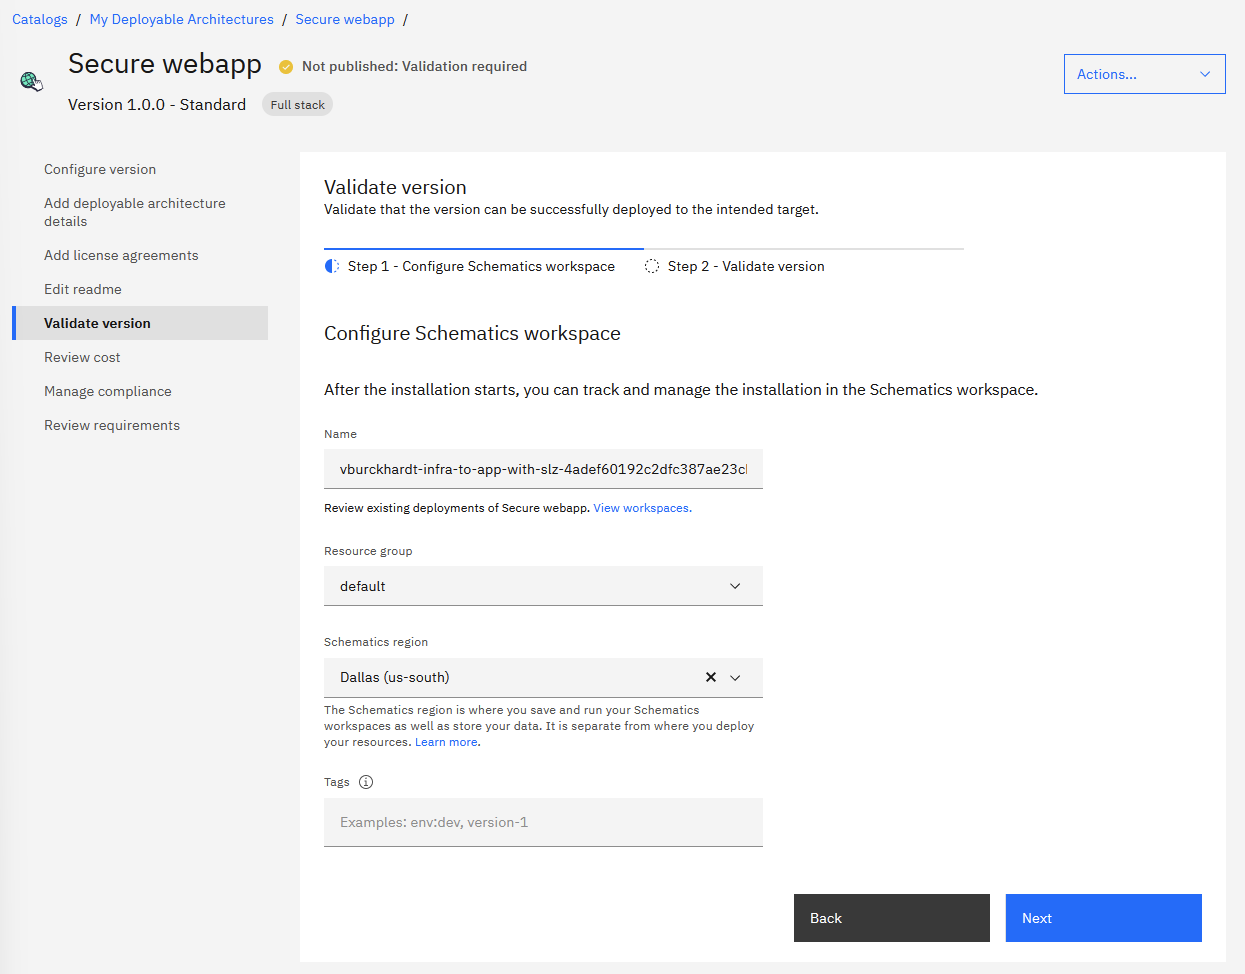 Catalogs / My Deployable Architectures / Secure webapp /
Secure webapp
Not published: Validation required
Actions...
Version 1.0.0 - Standard
Full stack
Configure version
Add deployable architecture
details
Add license agreements
Edit readme
Validate version
Review cost
Manage compliance
Review requirements
Validate version
Validate that the version can be successfully deployed to the intended target.
Step 1 - Configure Schematics workspace
Step 2 - Validate version
Configure Schematics workspace
After the installation starts, you can track and manage the installation in the Schematics workspace.
Name
vburckhardt-infra-to-app-with-slz-4adef60192c2dfc387ae23c
Review existing deployments of Secure webapp. View workspaces.
Resource group
default
Schematics region
Dallas (us-south)
The Schematics region is where you save and run your Schematics
workspaces as well as store your data. It is separate from where you deploy
your resources. Learn more.
Tags
Examples: env:dev, version-1
Back
Next